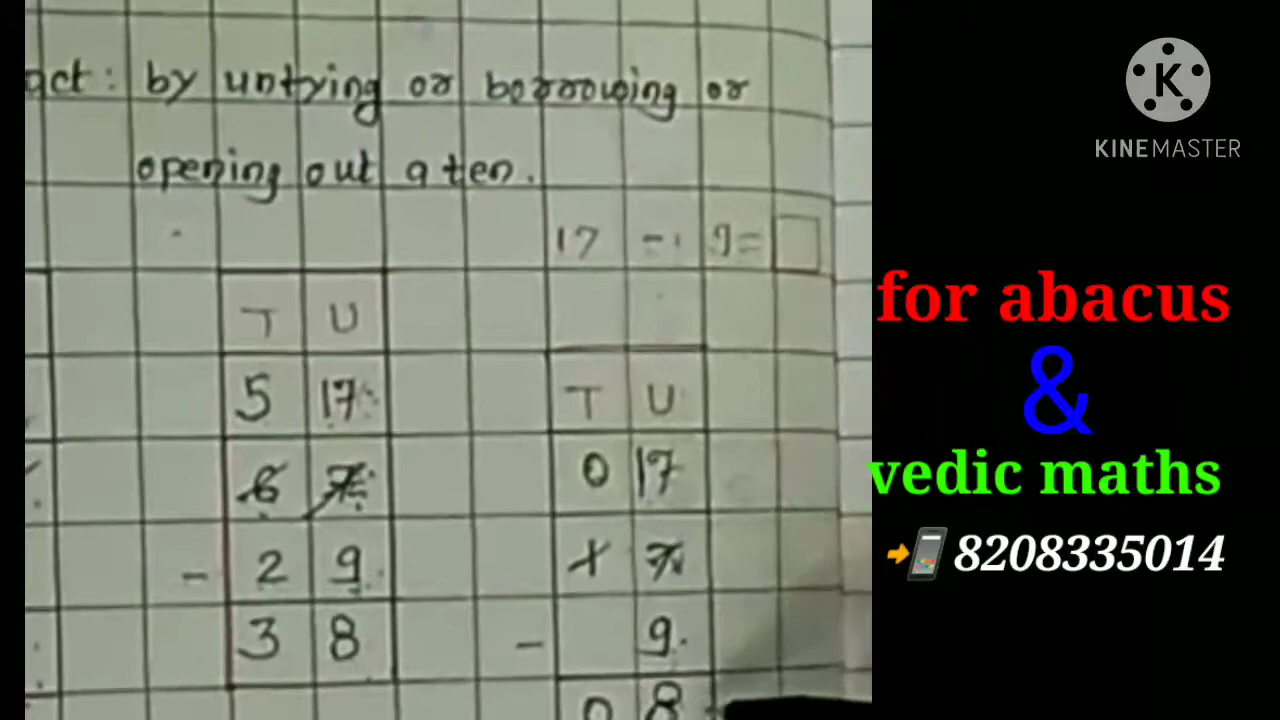 act: by untying or borrowing or
opening out a ten.
17 - 9 = 
T U
5 17
6 7
- 2 9
3 8
T U
0 17
1 7
- 9
0 8
KINEMASTER
for abacus
&
vedic maths
8208335014